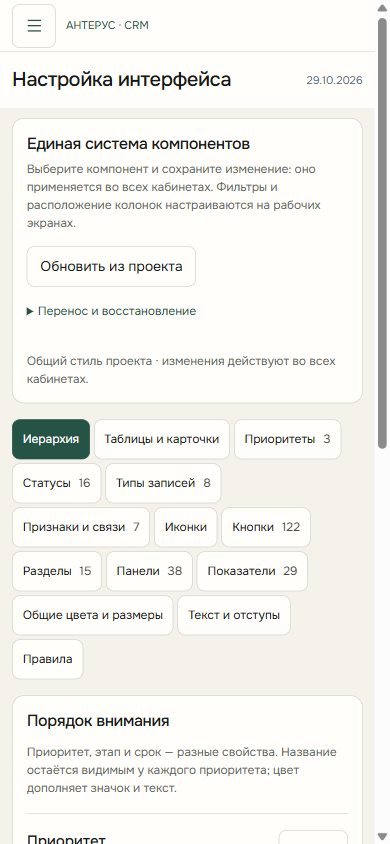 АНТЕРУС · CRM
Настройка интерфейса 29.10.2026
Единая система компонентов
Выберите компонент и сохраните изменение: оно
применяется во всех кабинетах. Фильтры и
расположение колонок настраиваются на рабочих
экранах.
Обновить из проекта
▶ Перенос и восстановление
Общий стиль проекта · изменения действуют во всех
кабинетах.
Иерархия Таблицы и карточки Приоритеты 3
Статусы 16 Типы записей 8
Признаки и связи 7 Иконки Кнопки 122
Разделы 15 Панели 38 Показатели 29
Общие цвета и размеры Текст и отступы
Правила
Порядок внимания
Приоритет, этап и срок — разные свойства. Название
остаётся видимым у каждого приоритета; цвет
дополняет значок и текст.
Приоритет